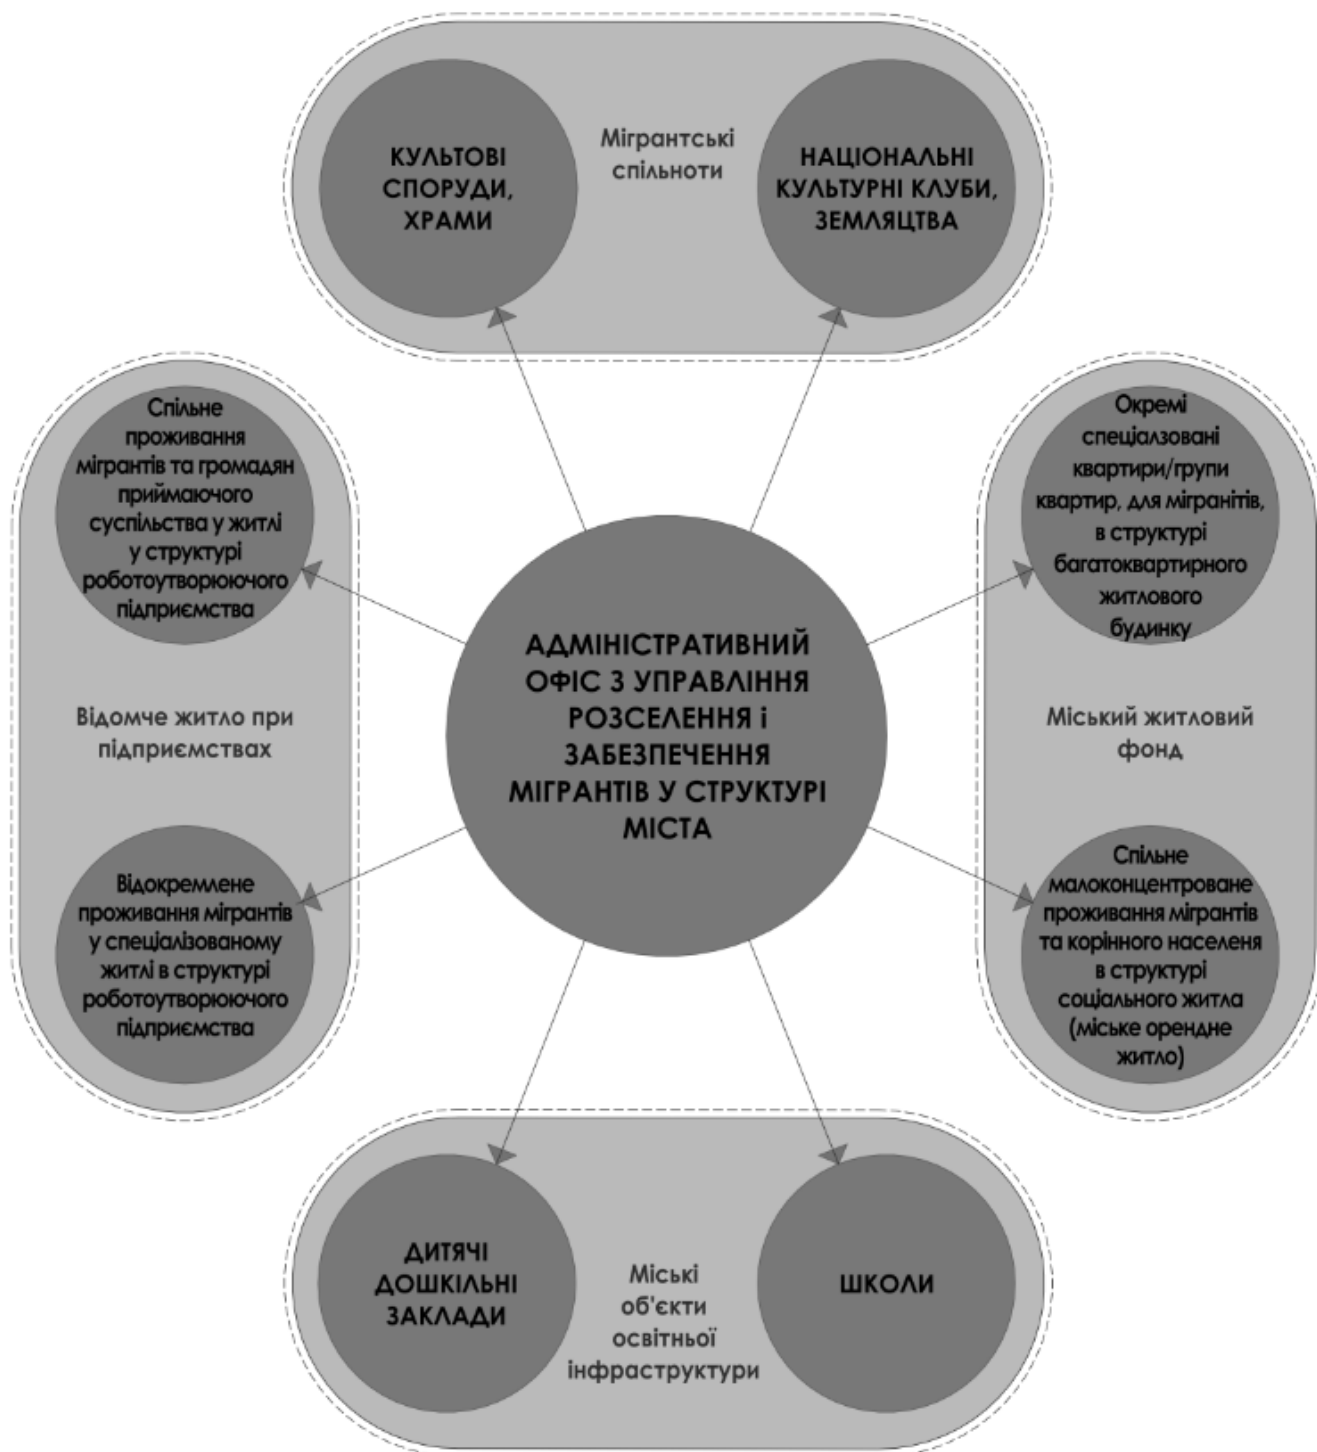 КУЛЬТОВІ
СПОРУДИ,
ХРАМИ
Мігрантські
спільноти
НАЦІОНАЛЬНІ
КУЛЬТУРНІ КЛУБИ,
ЗЕМЛЯЦТВА
Спільне
проживання
мігрантів та громадян
приймаючого
суспільства у житлі
у структурі
роботоутворюючого
підприємства
Відомче житло при
підприємствах
Відокремлене
проживання мігрантів
у спеціалізованому
житлі в структурі
роботоутворюючого
підприємства
АДМІНІСТРАТИВНИЙ
ОФІС З УПРАВЛІННЯ
РОЗСЕЛЕННЯ і
ЗАБЕЗПЕЧЕННЯ
МІГРАНТІВ У СТРУКТУРІ
МІСТА
Окремі
спеціалзовані
квартири/групи
квартир, для мігранітів,
в структурі
багатоквартирного
житлового
будинку
Міський житловий
фонд
Спільне
малоконцентроване
проживання мігрантів
та корінного населеня
в структурі
соціального житла
(міське орендне
житло)
ДИТЯЧІ
ДОШКІЛЬНІ
ЗАКЛАДИ
Міські
об'єкти
освітньої
інфраструктури
ШКОЛИ